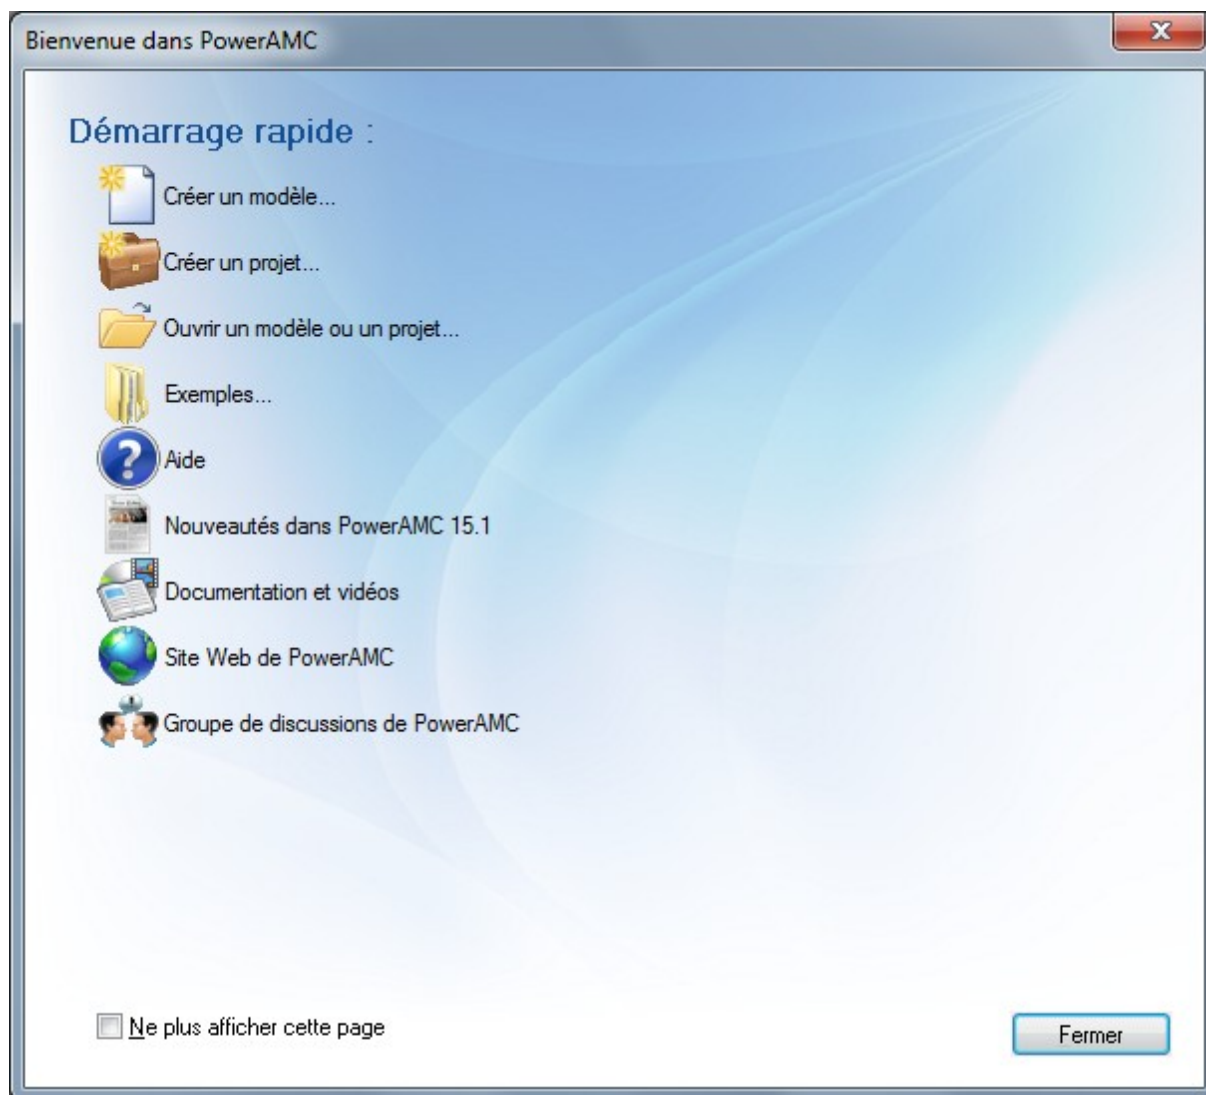 Bienvenue dans PowerAMC
Démarrage rapide :
Créer un modèle...
Créer un projet...
Ouvrir un modèle ou un projet...
Exemples...
Aide
Nouveautés dans PowerAMC 15.1
Documentation et vidéos
Site Web de PowerAMC
Groupe de discussions de PowerAMC
Ne plus afficher cette page
Fermer